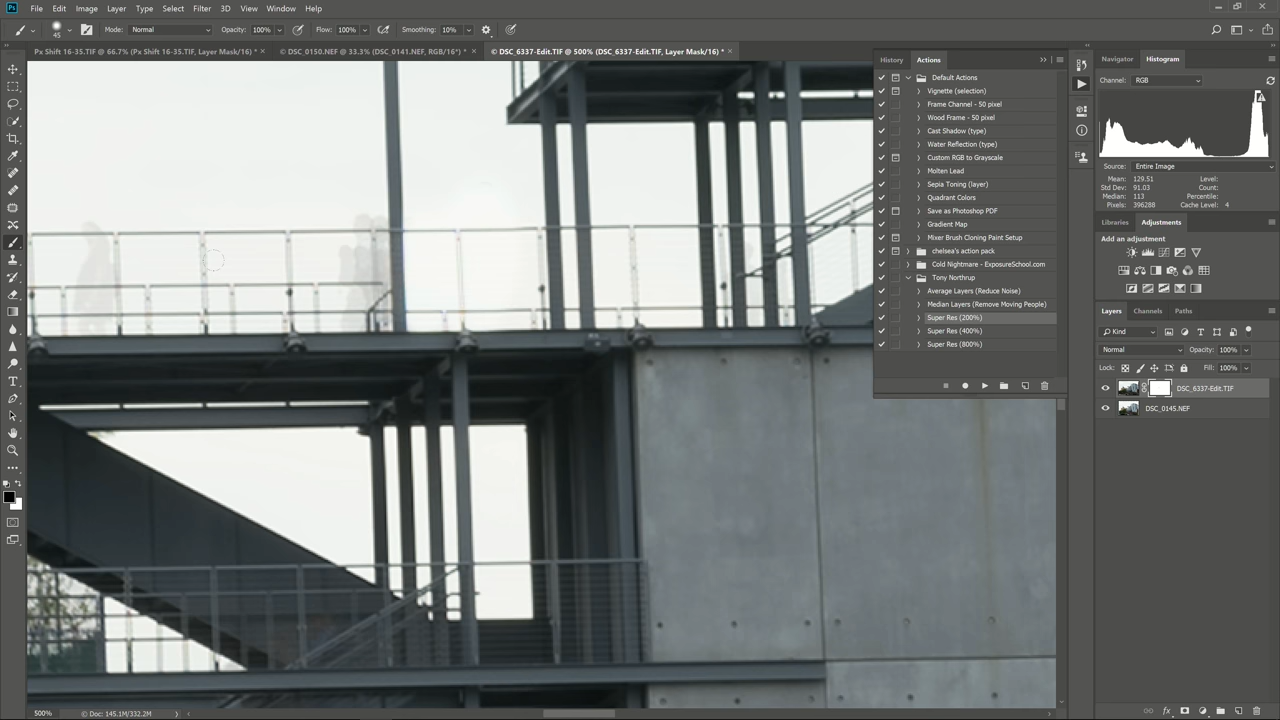 Ps File Edit Image Layer Type Select Filter 3D View Window Help
45 Mode: Normal Opacity: 100% Flow: 100% Smoothing: 10%
Px Shift 16-35.TIF @ 66.7% (Px Shift 16-35.TIF, Layer Mask/16) * × © DSC_0150.NEF @ 33.3% (DSC_0141.NEF, RGB/16*) * × © DSC_6337-Edit.TIF @ 500% (DSC_6337-Edit.TIF, Layer Mask/16) * ×
History Actions
Default Actions
Vignette (selection)
Frame Channel - 50 pixel
Wood Frame - 50 pixel
Cast Shadow (type)
Water Reflection (type)
Custom RGB to Grayscale
Molten Lead
Sepia Toning (layer)
Quadrant Colors
Save as Photoshop PDF
Gradient Map
Mixer Brush Cloning Paint Setup
chelsea's action pack
Cold Nightmare - ExposureSchool.com
Tony Northrup
Average Layers (Reduce Noise)
Median Layers (Remove Moving People)
Super Res (200%)
Super Res (400%)
Super Res (800%)
Navigator Histogram
Channel: RGB
Source: Entire Image
Mean: 129.51 Level:
Std Dev: 91.03 Count:
Median: 113 Percentile:
Pixels: 396288 Cache Level: 4
Libraries Adjustments
Add an adjustment
Layers Channels Paths
Kind
Normal Opacity: 100%
Lock: Fill: 100%
DSC_6337-Edit.TIF
DSC_0145.NEF
fx
500% Doc: 145.1M/332.2M